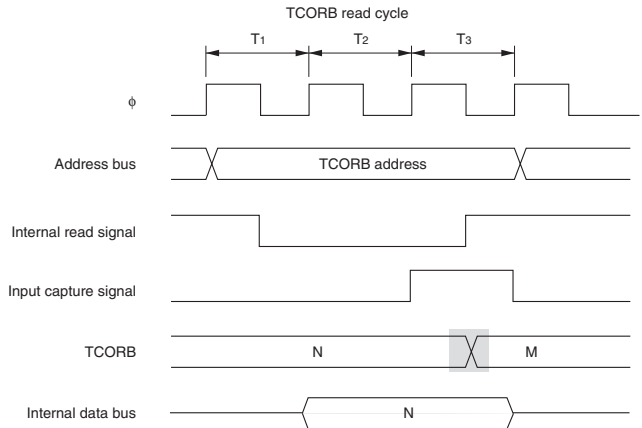 TCORB read cycle
T1 T2 T3
ϕ
Address bus TCORB address
Internal read signal
Input capture signal
TCORB N M
Internal data bus N